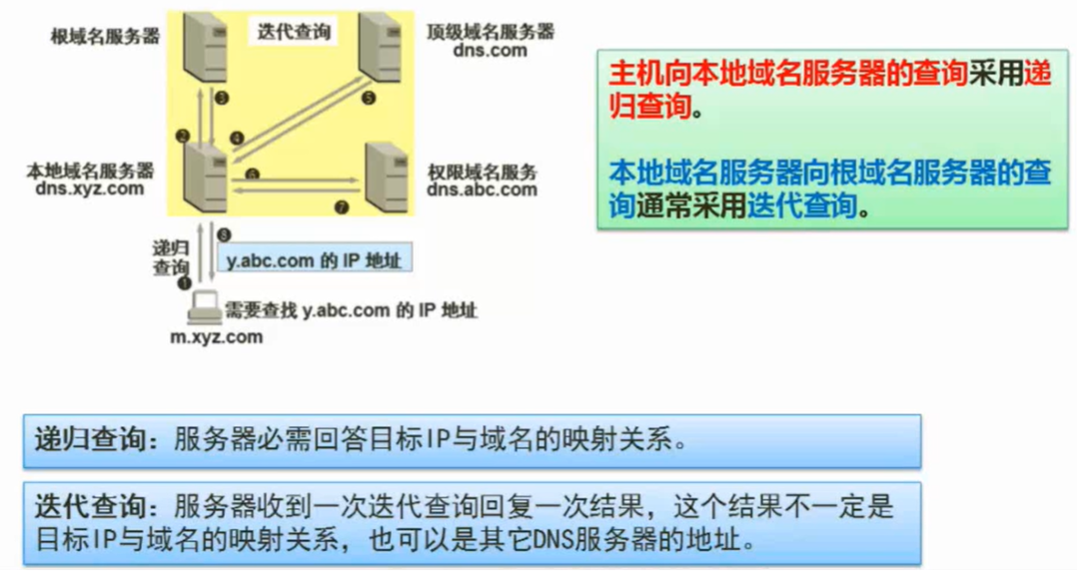 根域名服务器
迭代查询
顶级域名服务器
dns.com
❸
❺
❷
❹
本地域名服务器
dns.xyz.com
❻
权限域名服务
dns.abc.com
❼
递归
查询
❽
y.abc.com 的 IP 地址
❶
需要查找 y.abc.com 的 IP 地址
m.xyz.com
主机向本地域名服务器的查询采用递
归查询。
本地域名服务器向根域名服务器的查
询通常采用迭代查询。
递归查询：服务器必需回答目标IP与域名的映射关系。
迭代查询：服务器收到一次迭代查询回复一次结果，这个结果不一定是
目标IP与域名的映射关系，也可以是其它DNS服务器的地址。